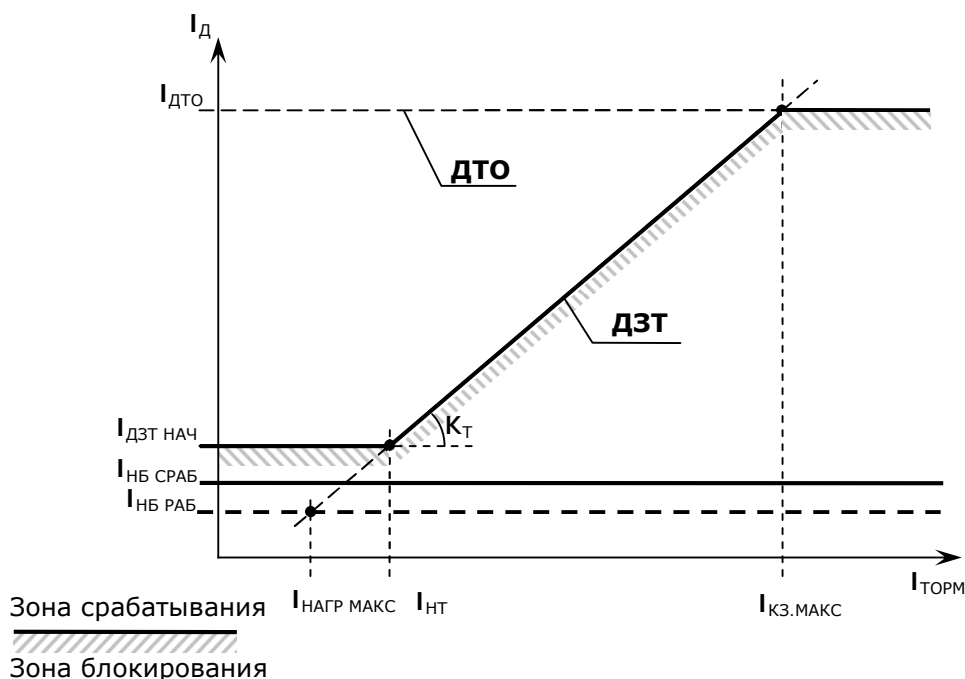 IД
IДТО
ДТО
ДЗТ
IДЗТ НАЧ
KТ
IНБ СРАБ
IНБ РАБ
IНАГР МАКС
IНТ
IКЗ.МАКС
IТОРМ
Зона срабатывания
Зона блокирования